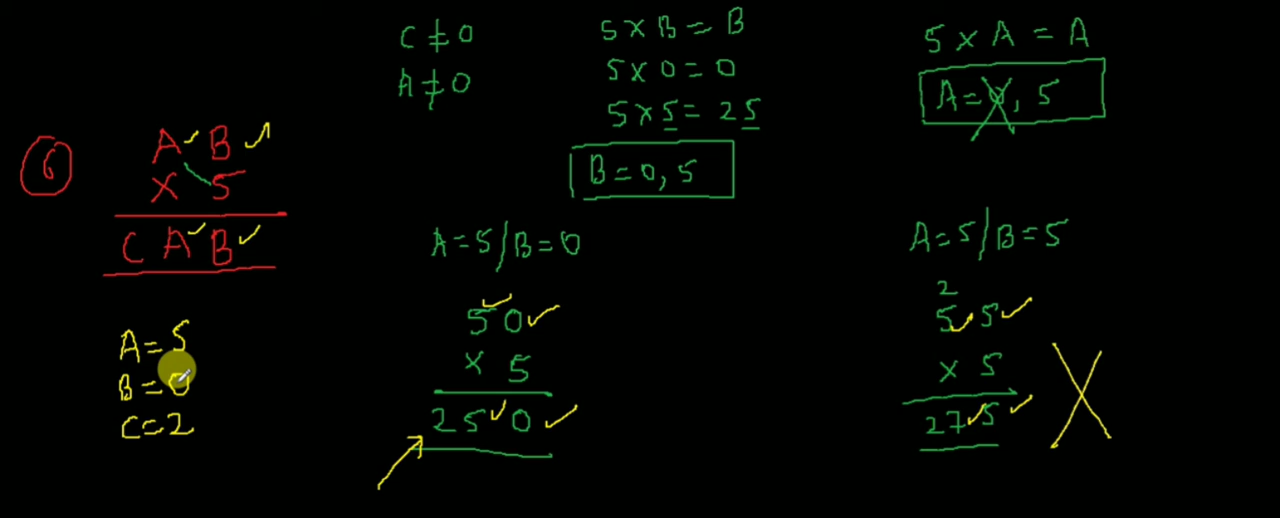 6
A B
X 5
C A B
A = 5
B = 0
C = 2
C ≠ 0
A ≠ 0
5 X B = B
5 X 0 = 0
5 X 5 = 25
B = 0, 5
A = 5 / B = 0
5 0
X 5
2 5 0
5 X A = A
A = 0, 5
A = 5 / B = 5
2
5 5
X 5
2 7 5